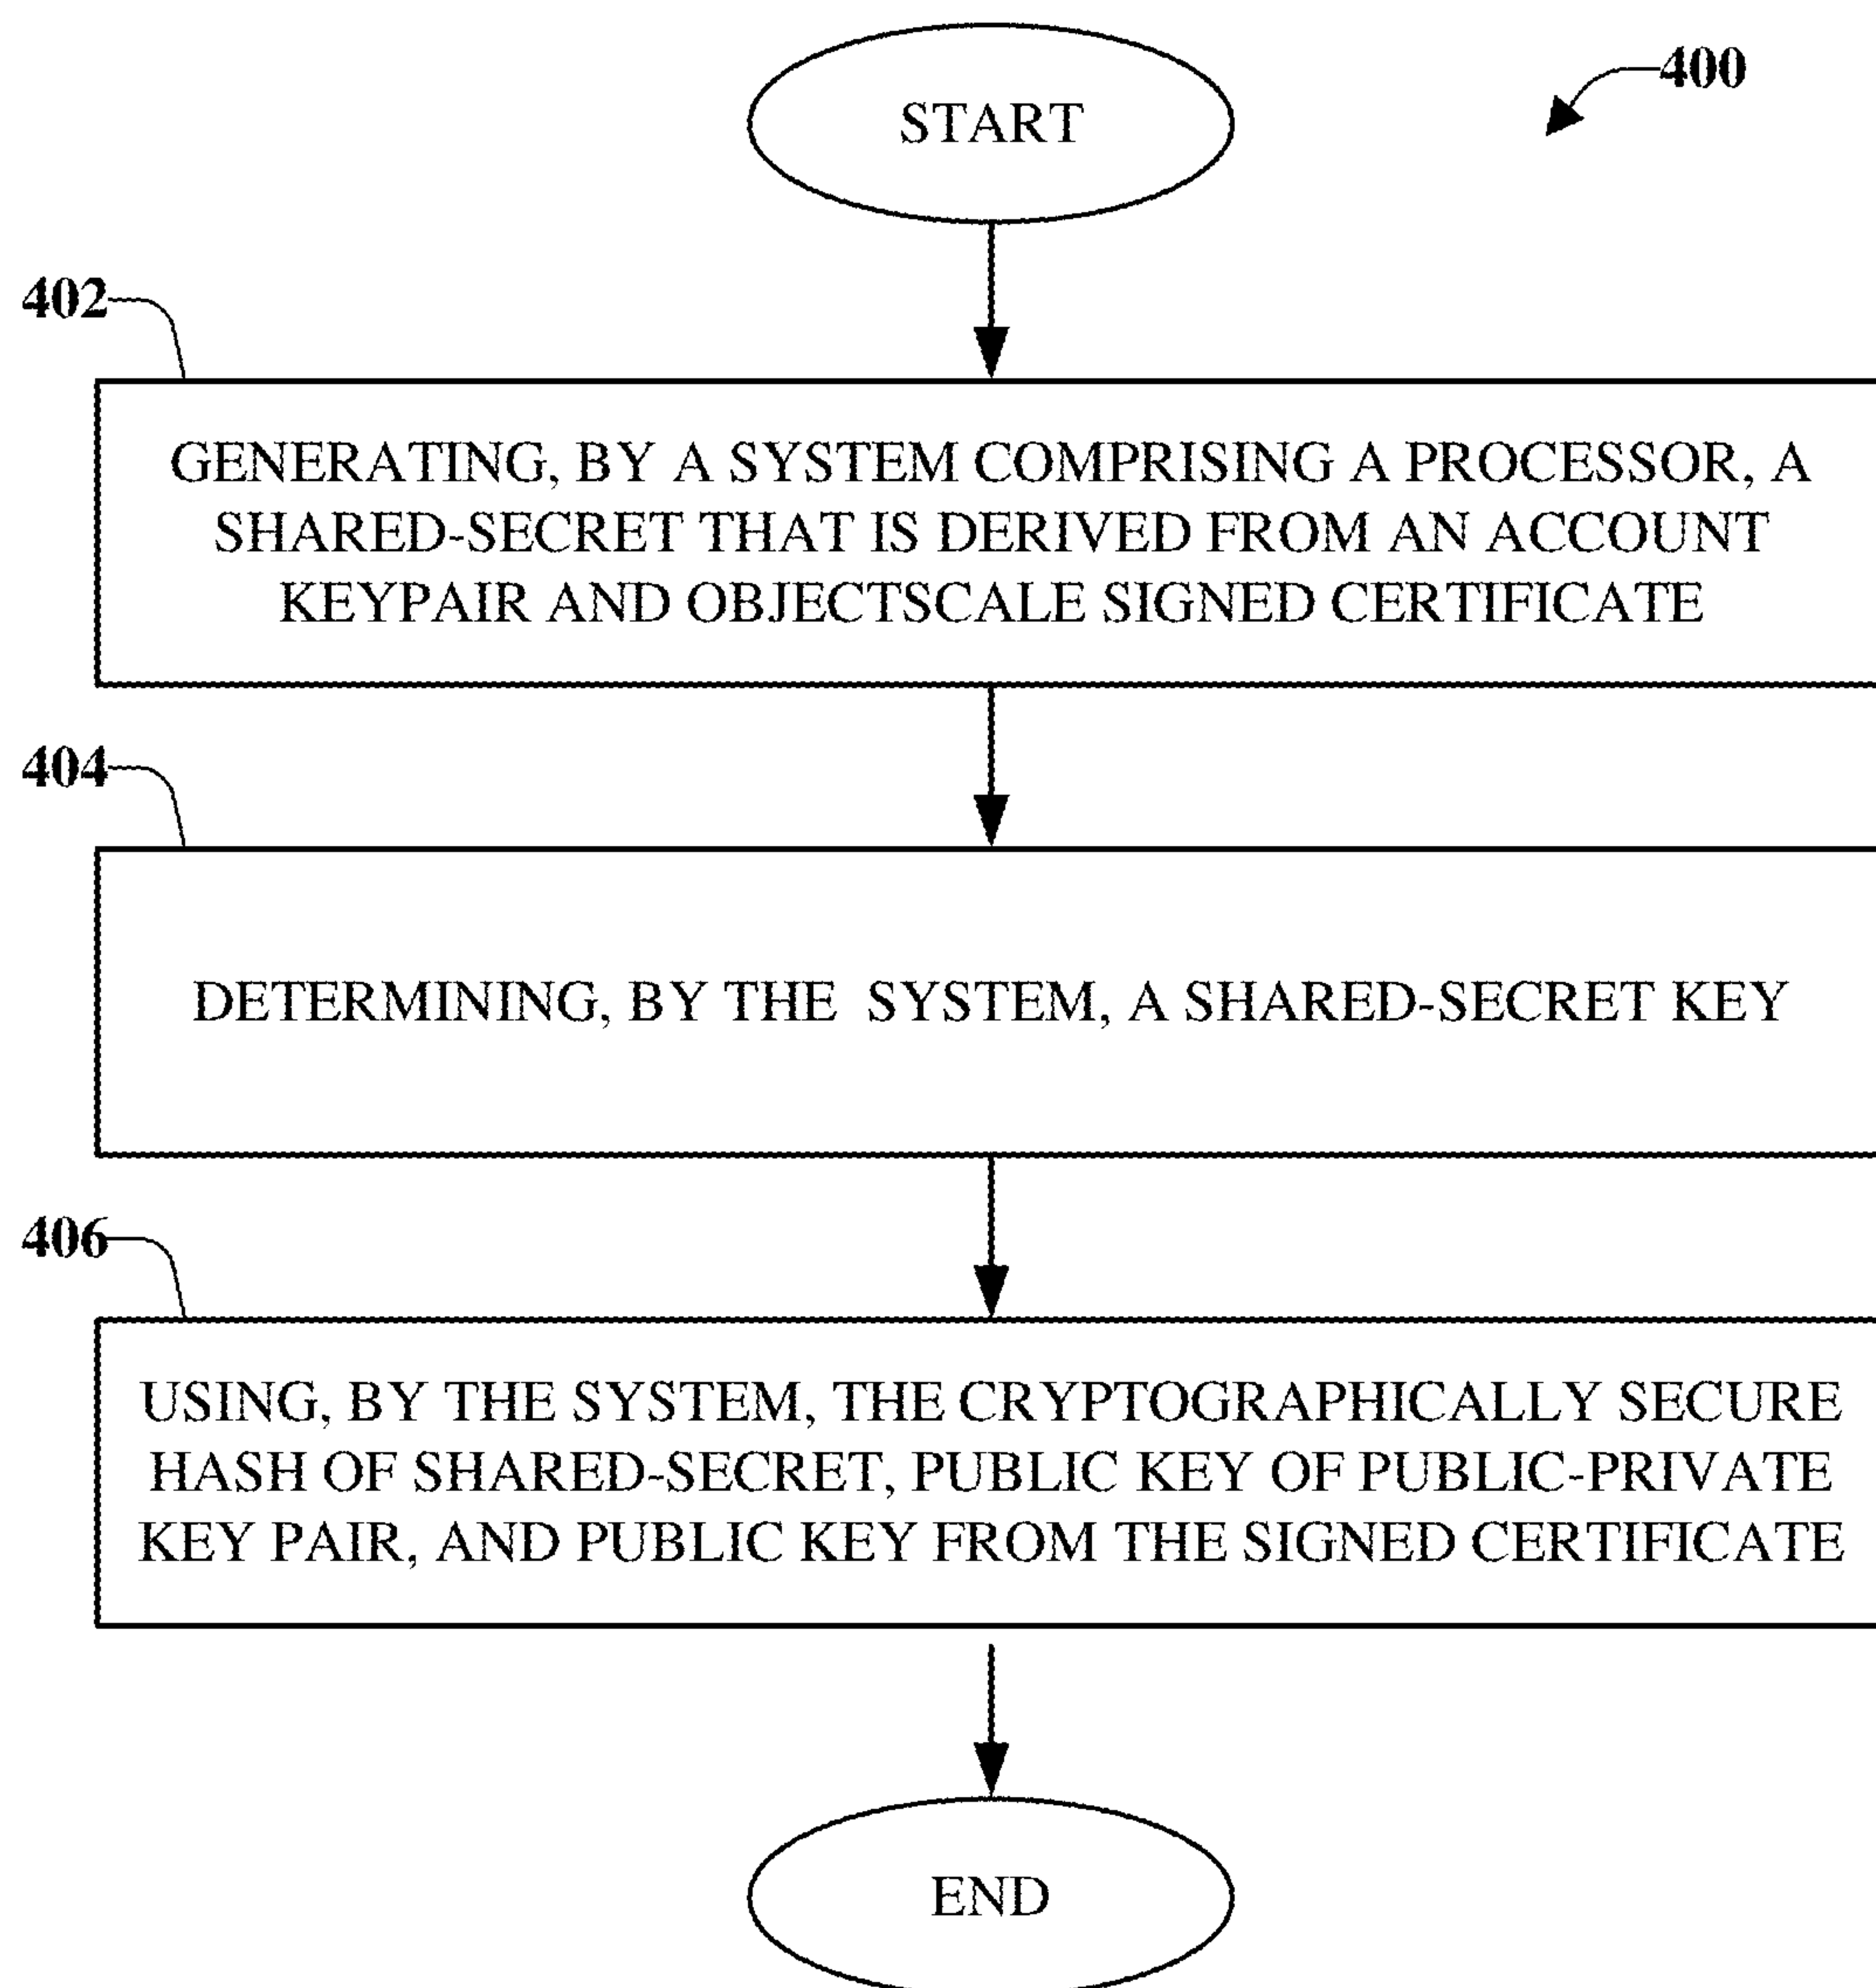 START
400
402
GENERATING, BY A SYSTEM COMPRISING A PROCESSOR, A
SHARED-SECRET THAT IS DERIVED FROM AN ACCOUNT
KEYPAIR AND OBJECTSCALE SIGNED CERTIFICATE
404
DETERMINING, BY THE SYSTEM, A SHARED-SECRET KEY
406
USING, BY THE SYSTEM, THE CRYPTOGRAPHICALLY SECURE
HASH OF SHARED-SECRET, PUBLIC KEY OF PUBLIC-PRIVATE
KEY PAIR, AND PUBLIC KEY FROM THE SIGNED CERTIFICATE
END